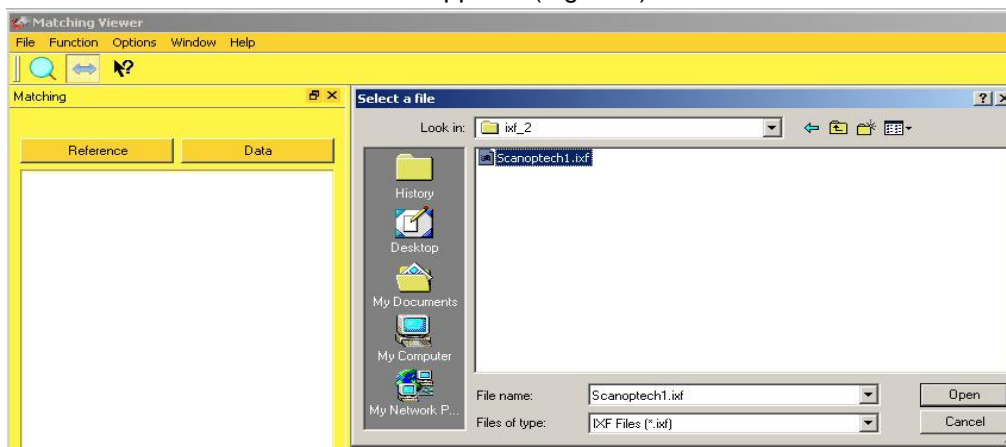 Matching Viewer
File Function Options Window Help
Matching
Reference Data
Select a file
Look in: ixf_2
Scanoptech1.ixf
History
Desktop
My Documents
My Computer
My Network P...
File name: Scanoptech1.ixf
Open
Files of type: IXF Files (*.ixf)
Cancel